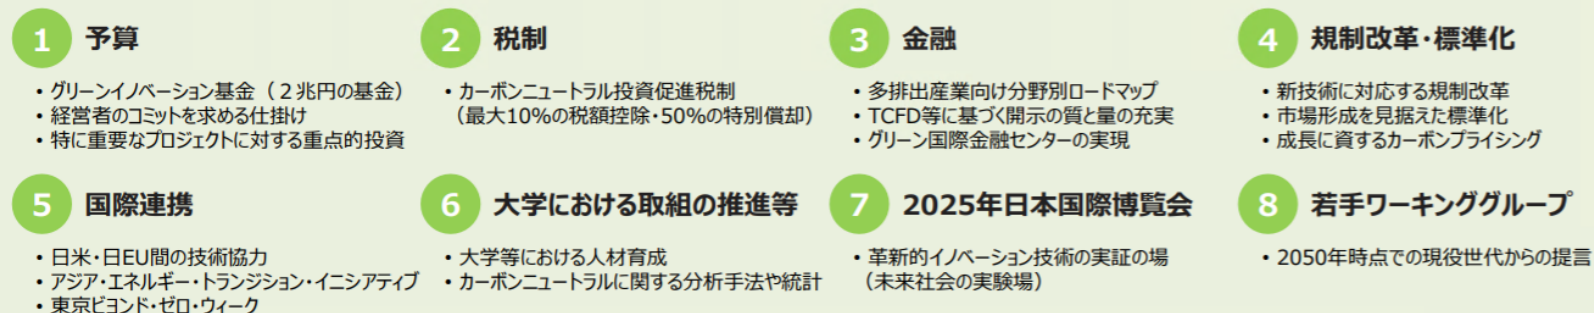 1 予算
・グリーンイノベーション基金（２兆円の基金）
・経営者のコミットを求める仕掛け
・特に重要なプロジェクトに対する重点的投資
2 税制
・カーボンニュートラル投資促進税制
（最大10%の税額控除・50%の特別償却）
3 金融
・多排出産業向け分野別ロードマップ
・TCFD等に基づく開示の質と量の充実
・グリーン国際金融センターの実現
4 規制改革・標準化
・新技術に対応する規制改革
・市場形成を見据えた標準化
・成長に資するカーボンプライシング
5 国際連携
・日米・日EU間の技術協力
・アジア・エネルギー・トランジション・イニシアティブ
・東京ビヨンド・ゼロ・ウィーク
6 大学における取組の推進等
・大学等における人材育成
・カーボンニュートラルに関する分析手法や統計
7 2025年日本国際博覧会
・革新的イノベーション技術の実証の場
（未来社会の実験場）
8 若手ワーキンググループ
・2050年時点での現役世代からの提言